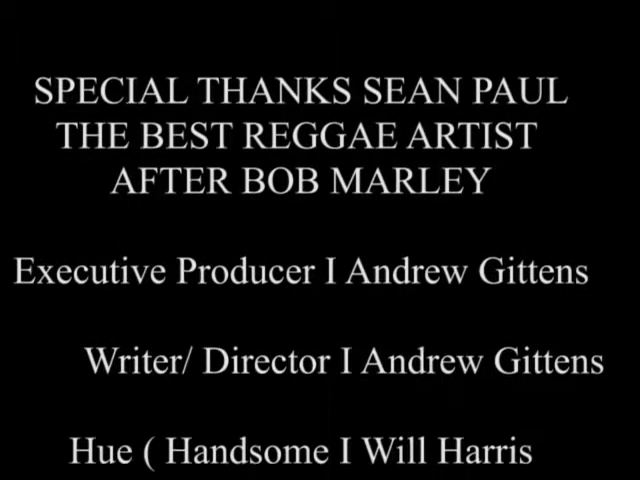 SPECIAL THANKS SEAN PAUL
THE BEST REGGAE ARTIST
AFTER BOB MARLEY
Executive Producer I Andrew Gittens
Writer/ Director I Andrew Gittens
Hue ( Handsome I Will Harris